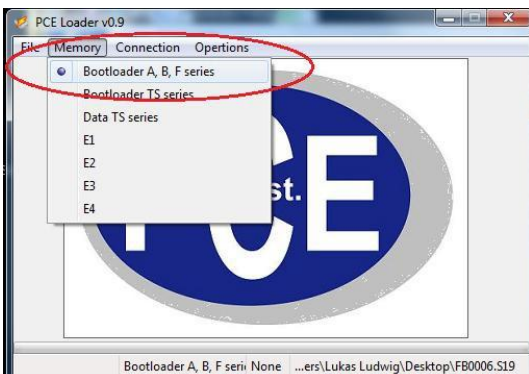 PCE Loader v0.9
File Memory Connection Opertions
Bootloader A, B, F series
Bootloader TS series
Data TS series
E1
E2
E3
E4
st.
PCE
Bootloader A, B, F seri None ...ers\Lukas Ludwig\Desktop\FB0006.S19